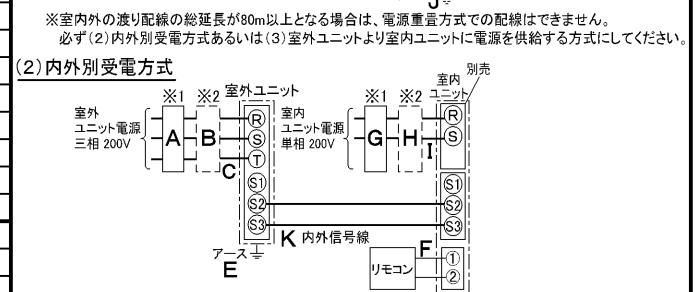 J
※室内外の渡り配線の総延長が80m以上となる場合は、電源重畳方式での配線はできません。
必ず(2)内外別受電方式あるいは(3)室外ユニットより室内ユニットに電源を供給する方式にしてください。
(2)内外別受電方式
※1 ※2 室外ユニット
室外
ユニット電源
三相 200V
A B C
R
S
T
S1
S2
S3
アース
E
※1 ※2
室内
ユニット
別売
室内
ユニット電源
単相 200V
G H I
R
S
S1
S2
S3
K 内外信号線
F
リモコン
①
②